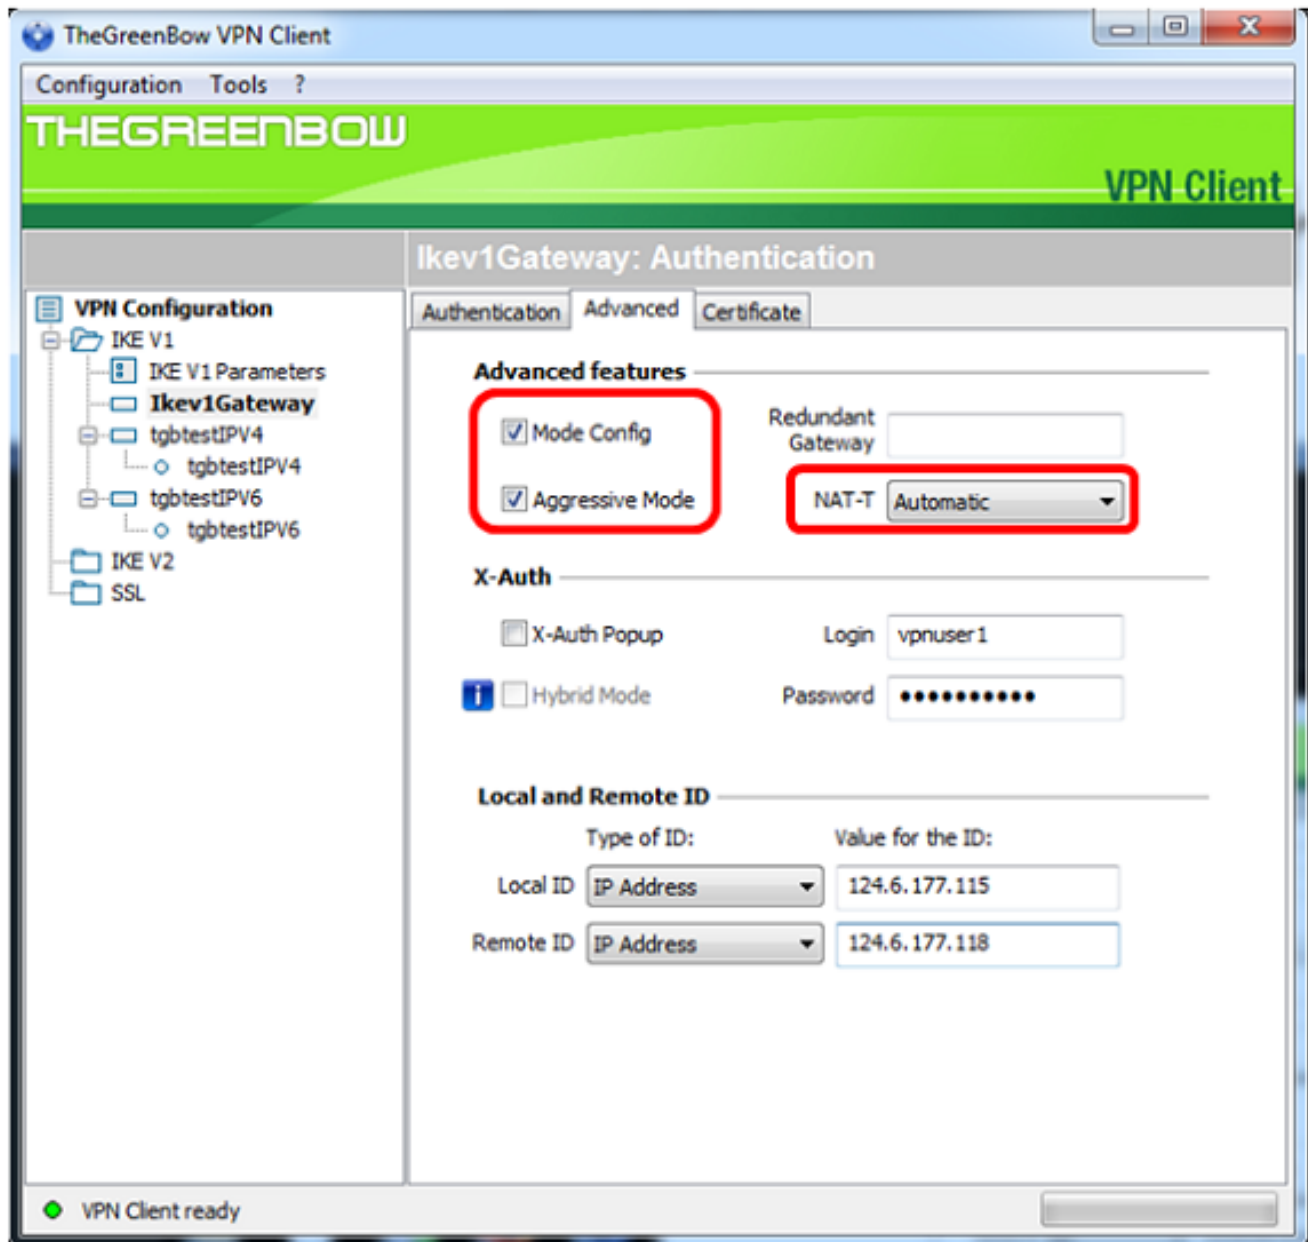 TheGreenBow VPN Client
Configuration Tools ?
THEGREENBOW
VPN Client
Ikev1Gateway: Authentication
VPN Configuration
IKE V1
IKE V1 Parameters
Ikev1Gateway
tgbtestIPV4
tgbtestIPV4
tgbtestIPV6
tgbtestIPV6
IKE V2
SSL
Authentication Advanced Certificate
Advanced features
Mode Config
Redundant
Gateway
Aggressive Mode
NAT-T Automatic
X-Auth
X-Auth Popup
Login vpnuser1
Hybrid Mode
Password ●●●●●●●●●●
Local and Remote ID
Type of ID: Value for the ID:
Local ID IP Address 124.6.177.115
Remote ID IP Address 124.6.177.118
VPN Client ready